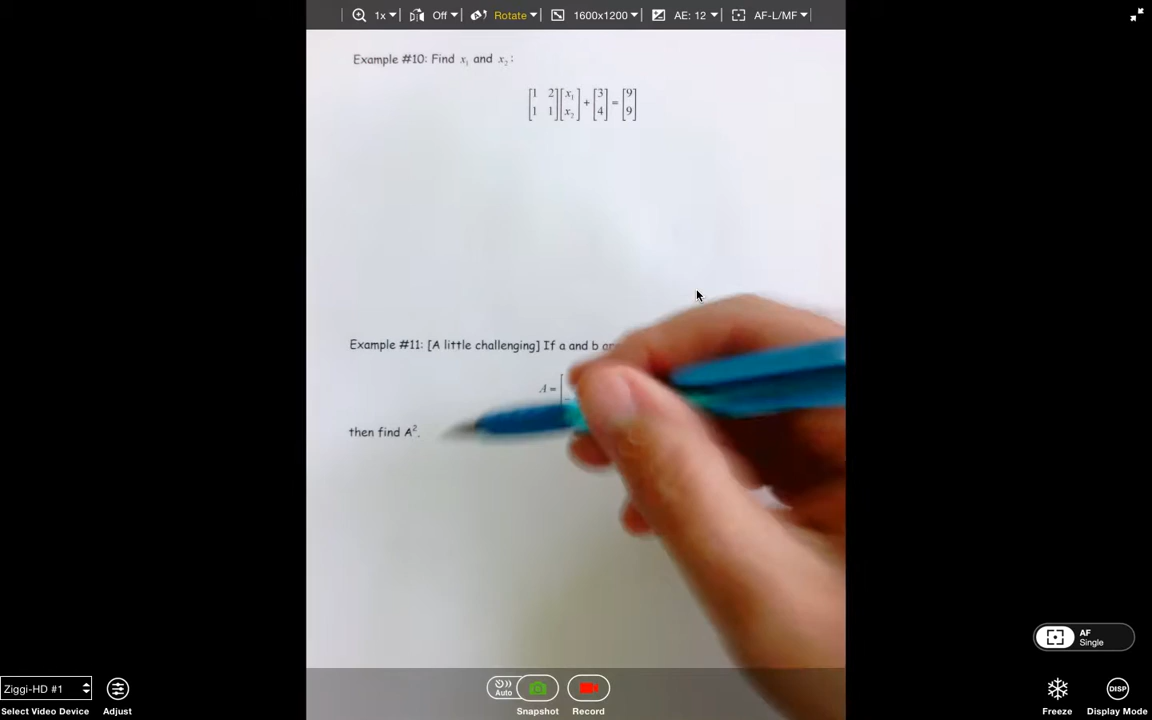 1x Off Rotate 1600x1200 AE: 12 AF-L/MF
Example #10: Find x₁ and x₂:
[1 2] [x₁] + [3] = [9]
[1 1] [x₂] [4] [9]
Example #11: [A little challenging] If a and b
A = [
then find A².
AF
Single
Ziggi-HD #1
Auto
Select Video Device Adjust Snapshot Record Freeze Display Mode
DISP